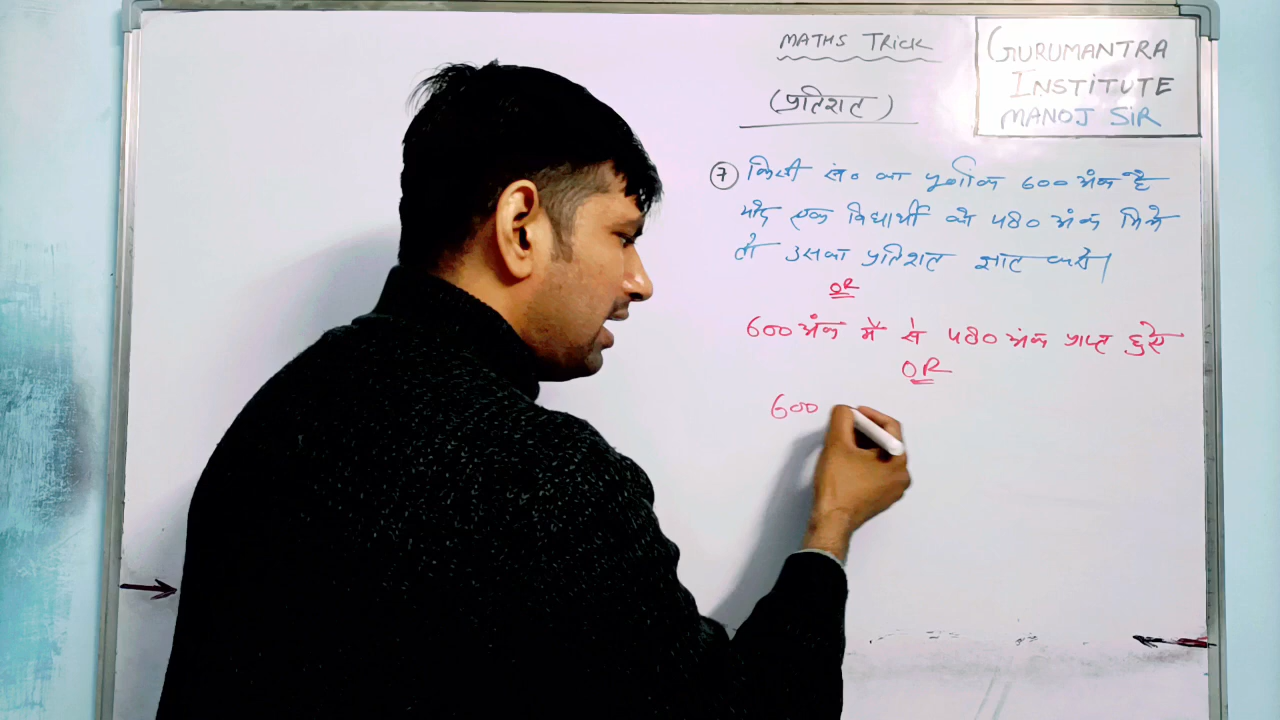 MATHS TRICK
(प्रतिशत)
GURUMANTRA
INSTITUTE
MANOJ SIR
7 किसी सं० का पूर्णांक 600 अंक है
यदि एक विद्यार्थी को 480 अंक मिले
तो उसका प्रतिशत ज्ञात करो।
OR
600 अंक में से 480 अंक प्राप्त हुए
OR
600